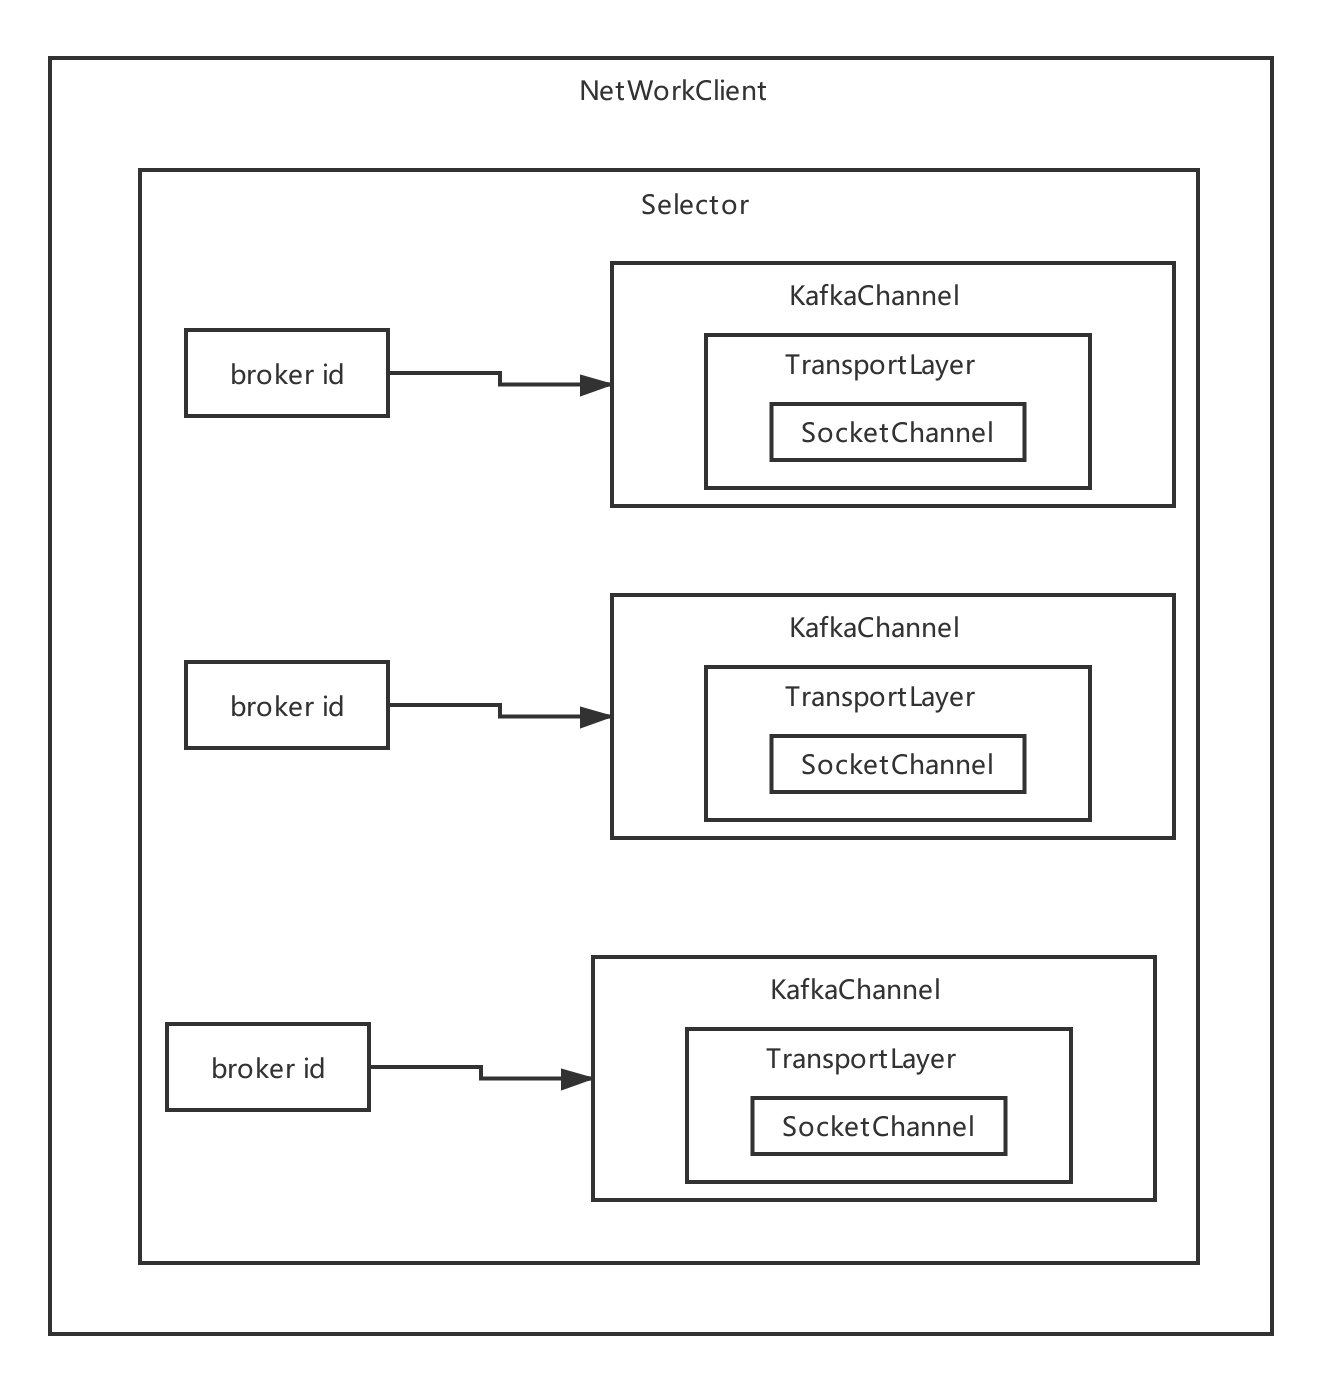 NetWorkClient
Selector
KafkaChannel
TransportLayer
broker id
SocketChannel
KafkaChannel
TransportLayer
broker id
SocketChannel
KafkaChannel
TransportLayer
broker id
SocketChannel